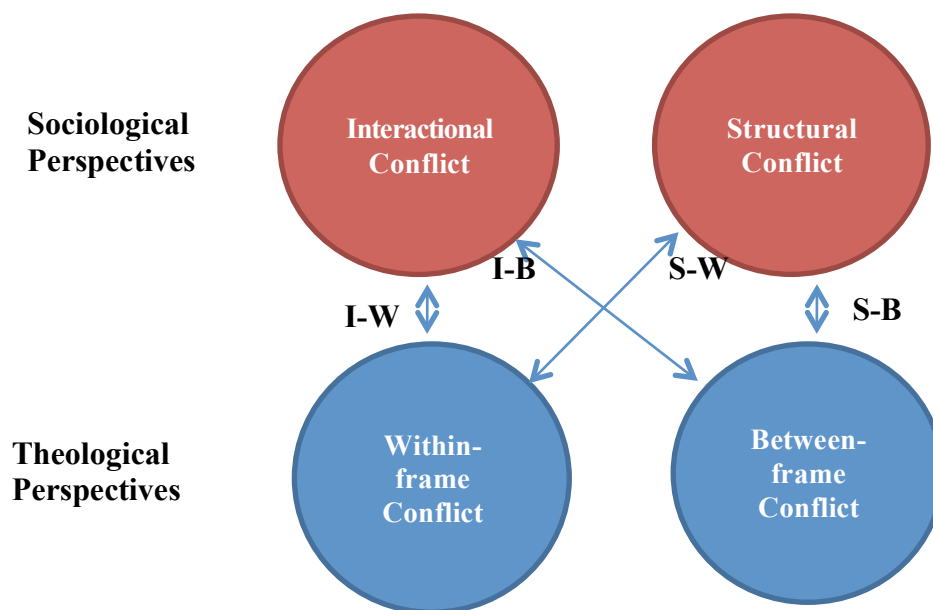 Sociological
Perspectives
Interactional
Conflict
Structural
Conflict
I-B
S-W
I-W
S-B
Theological
Perspectives
Within-
frame
Conflict
Between-
frame
Conflict